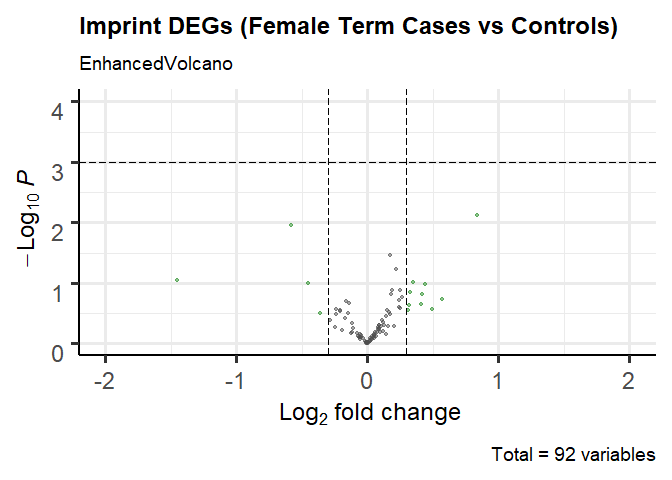 Imprint DEGs (Female Term Cases vs Controls)
EnhancedVolcano
4
3
2
1
0
−Log10 P
-2 -1 0 1 2
Log2 fold change
Total = 92 variables